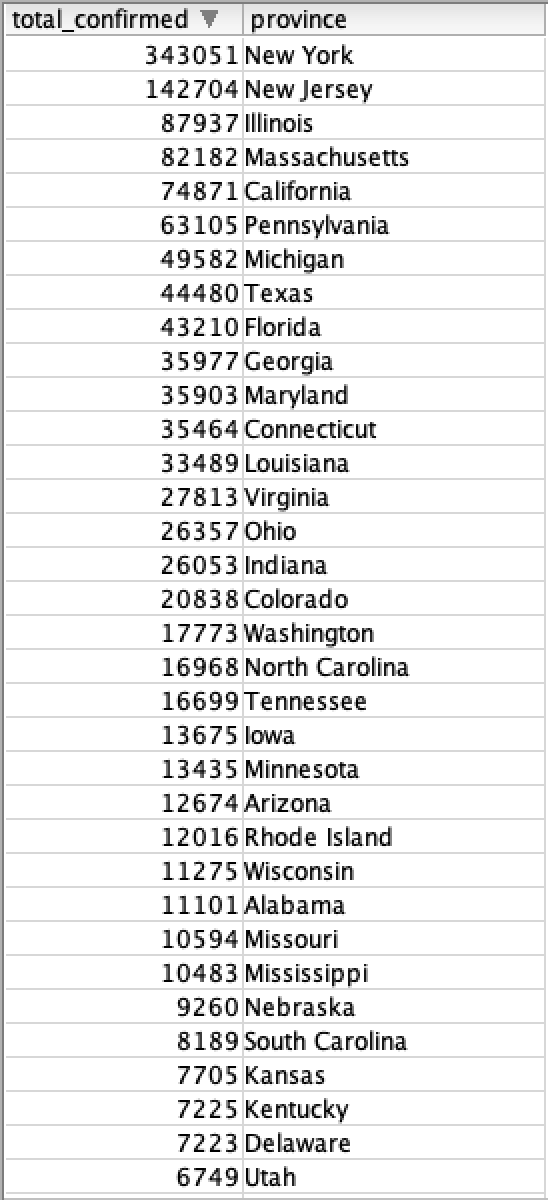 total_confirmed ▼ province
343051 New York
142704 New Jersey
87937 Illinois
82182 Massachusetts
74871 California
63105 Pennsylvania
49582 Michigan
44480 Texas
43210 Florida
35977 Georgia
35903 Maryland
35464 Connecticut
33489 Louisiana
27813 Virginia
26357 Ohio
26053 Indiana
20838 Colorado
17773 Washington
16968 North Carolina
16699 Tennessee
13675 Iowa
13435 Minnesota
12674 Arizona
12016 Rhode Island
11275 Wisconsin
11101 Alabama
10594 Missouri
10483 Mississippi
9260 Nebraska
8189 South Carolina
7705 Kansas
7225 Kentucky
7223 Delaware
6749 Utah